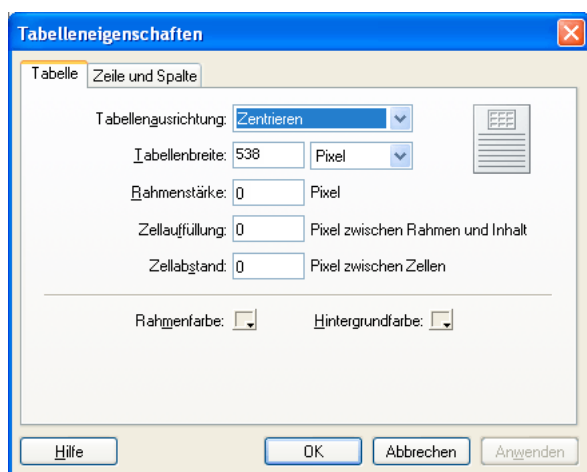 Tabelleneigenschaften
Tabelle Zeile und Spalte
Tabellenausrichtung: Zentrieren
Tabellenbreite: 538 Pixel
Rahmenstärke: 0 Pixel
Zellauffüllung: 0 Pixel zwischen Rahmen und Inhalt
Zellabstand: 0 Pixel zwischen Zellen
Rahmenfarbe: Hintergrundfarbe:
Hilfe OK Abbrechen Anwenden